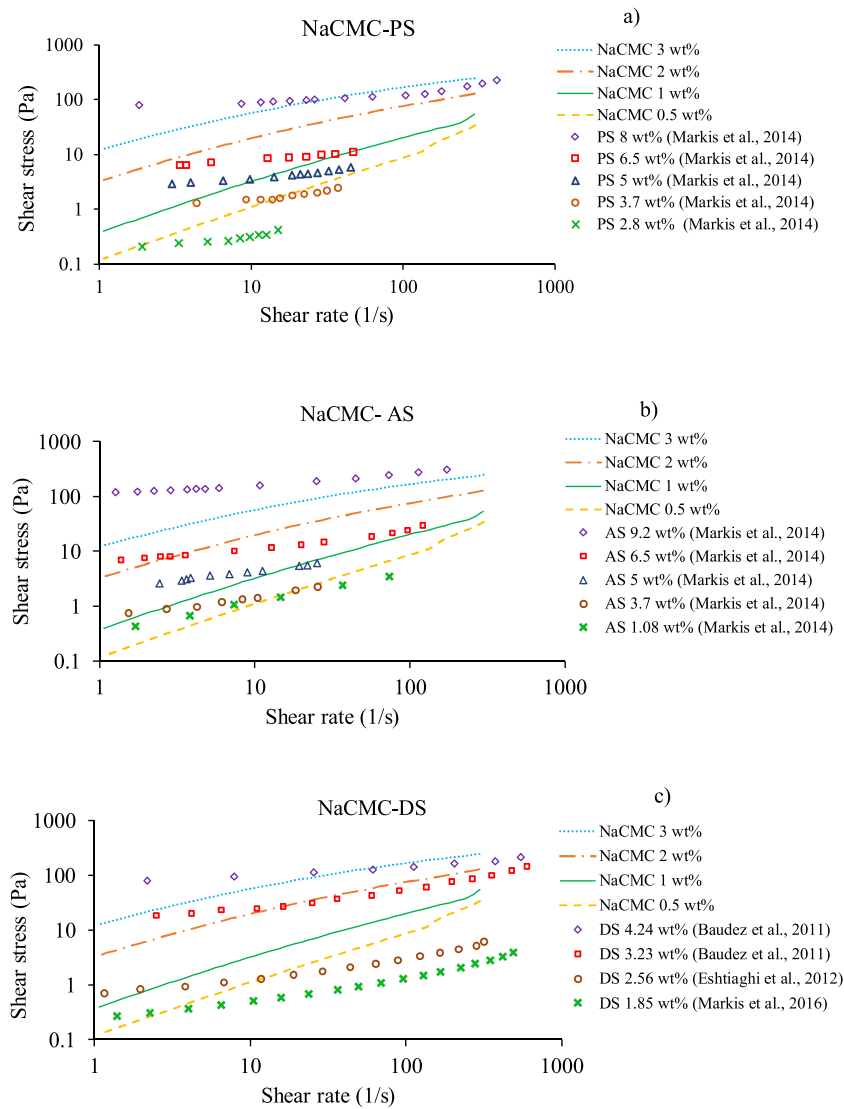 a)
NaCMC-PS
1000
100
10
1
0.1
Shear stress (Pa)
1 10 100 1000
Shear rate (1/s)
NaCMC 3 wt%
NaCMC 2 wt%
NaCMC 1 wt%
NaCMC 0.5 wt%
PS 8 wt% (Markis et al., 2014)
PS 6.5 wt% (Markis et al., 2014)
PS 5 wt% (Markis et al., 2014)
PS 3.7 wt% (Markis et al., 2014)
PS 2.8 wt% (Markis et al., 2014)
b)
NaCMC- AS
1000
100
10
1
0.1
Shear stress (Pa)
1 10 100 1000
Shear rate (1/s)
NaCMC 3 wt%
NaCMC 2 wt%
NaCMC 1 wt%
NaCMC 0.5 wt%
AS 9.2 wt% (Markis et al., 2014)
AS 6.5 wt% (Markis et al., 2014)
AS 5 wt% (Markis et al., 2014)
AS 3.7 wt% (Markis et al., 2014)
AS 1.08 wt% (Markis et al., 2014)
c)
NaCMC-DS
1000
100
10
1
0.1
Shear stress (Pa)
1 10 100 1000
Shear rate (1/s)
NaCMC 3 wt%
NaCMC 2 wt%
NaCMC 1 wt%
NaCMC 0.5 wt%
DS 4.24 wt% (Baudez et al., 2011)
DS 3.23 wt% (Baudez et al., 2011)
DS 2.56 wt% (Eshtiaghi et al., 2012)
DS 1.85 wt% (Markis et al., 2016)